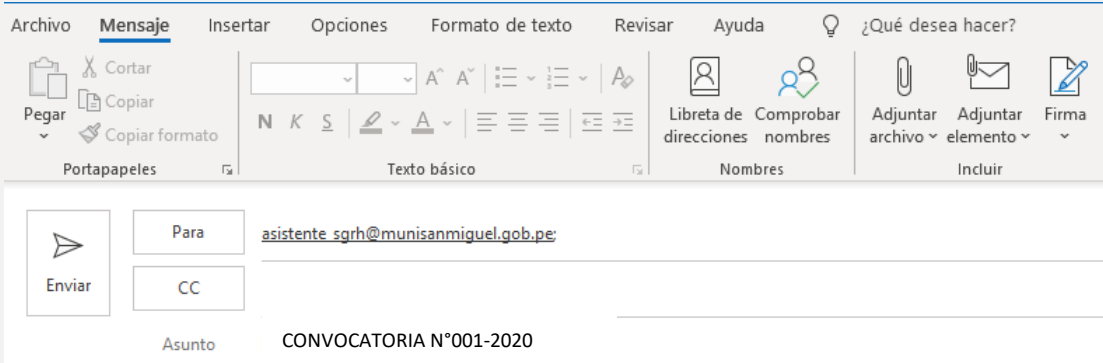 Archivo Mensaje Insertar Opciones Formato de texto Revisar Ayuda ¿Qué desea hacer?
Pegar
Cortar
Copiar
Copiar formato
Portapapeles
A^ Aˇ
N K S A
Texto básico
Libreta de direcciones
Comprobar nombres
Nombres
Adjuntar archivo
Adjuntar elemento
Firma
Incluir
Enviar
Para asistente_sgrh@munisanmiguel.gob.pe;
CC
Asunto CONVOCATORIA N°001-2020